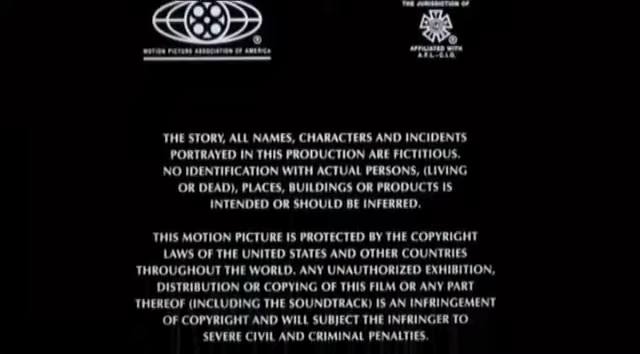 THE JURISDICTION OF
MOTION PICTURE ASSOCIATION OF AMERICA
®
®
AFFILIATED WITH
A.F.L.-C.I.O.
THE STORY, ALL NAMES, CHARACTERS AND INCIDENTS
PORTRAYED IN THIS PRODUCTION ARE FICTITIOUS.
NO IDENTIFICATION WITH ACTUAL PERSONS, (LIVING
OR DEAD), PLACES, BUILDINGS OR PRODUCTS IS
INTENDED OR SHOULD BE INFERRED.
THIS MOTION PICTURE IS PROTECTED BY THE COPYRIGHT
LAWS OF THE UNITED STATES AND OTHER COUNTRIES
THROUGHOUT THE WORLD. ANY UNAUTHORIZED EXHIBITION,
DISTRIBUTION OR COPYING OF THIS FILM OR ANY PART
THEREOF (INCLUDING THE SOUNDTRACK) IS AN INFRINGEMENT
OF COPYRIGHT AND WILL SUBJECT THE INFRINGER TO
SEVERE CIVIL AND CRIMINAL PENALTIES.